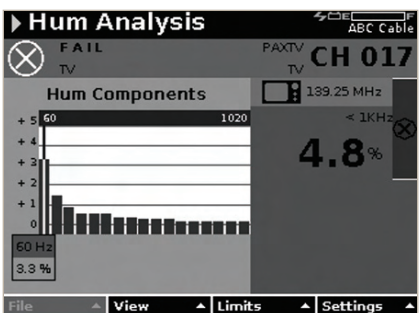 Hum Analysis
E F
ABC Cable
FAIL
TV
PAXTV
TV
CH 017
Hum Components
139.25 MHz
60 1020
< 1KHz
4.8%
+ 5
+ 4
+ 3
+ 2
+ 1
0
60 Hz
3.3 %
File View Limits Settings